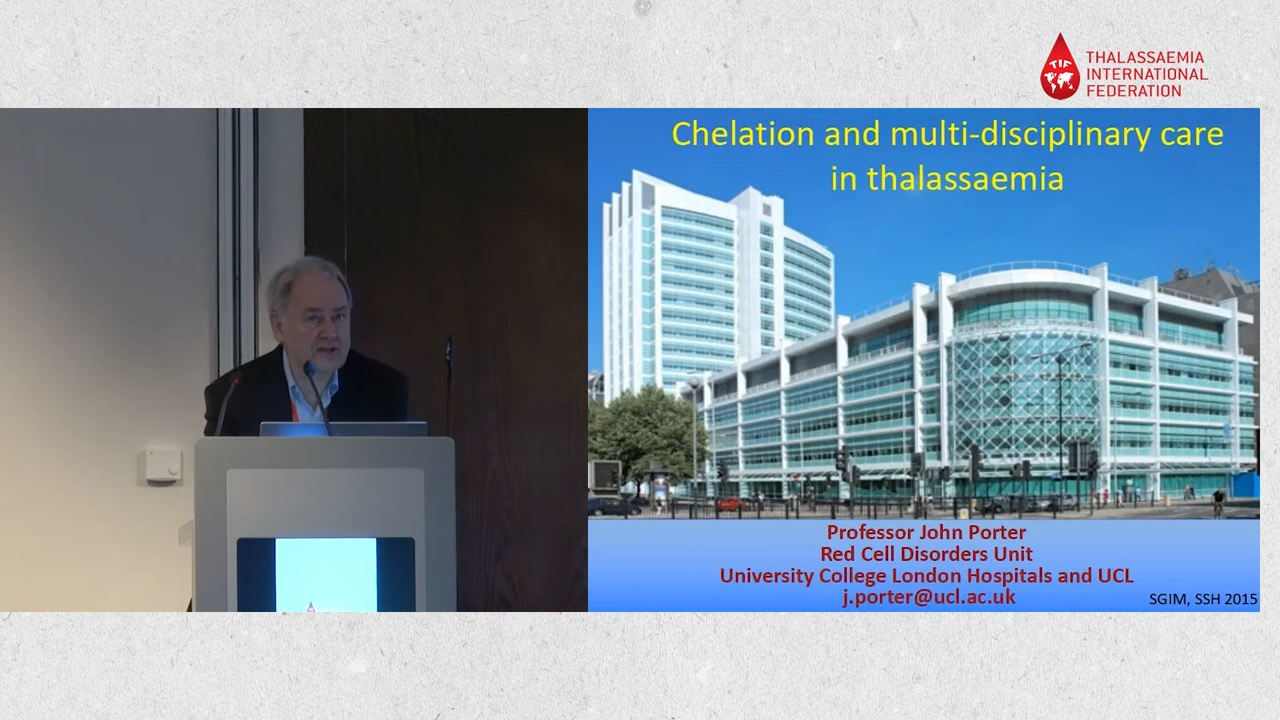 TIF
THALASSAEMIA
INTERNATIONAL
FEDERATION
Chelation and multi-disciplinary care
in thalassaemia
Professor John Porter
Red Cell Disorders Unit
University College London Hospitals and UCL
j.porter@ucl.ac.uk
SGIM, SSH 2015